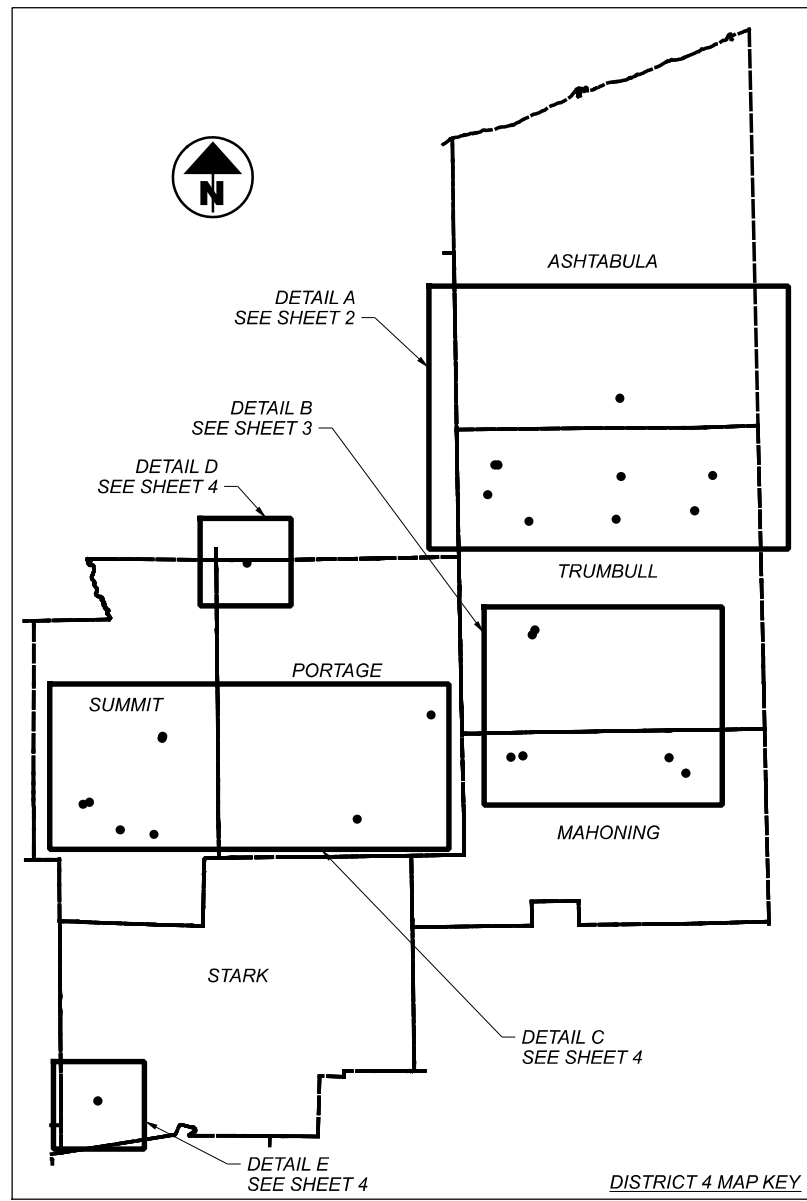 N
ASHTABULA
DETAIL A
SEE SHEET 2
DETAIL B
SEE SHEET 3
DETAIL D
SEE SHEET 4
TRUMBULL
PORTAGE
SUMMIT
MAHONING
STARK
DETAIL C
SEE SHEET 4
DETAIL E
SEE SHEET 4
DISTRICT 4 MAP KEY